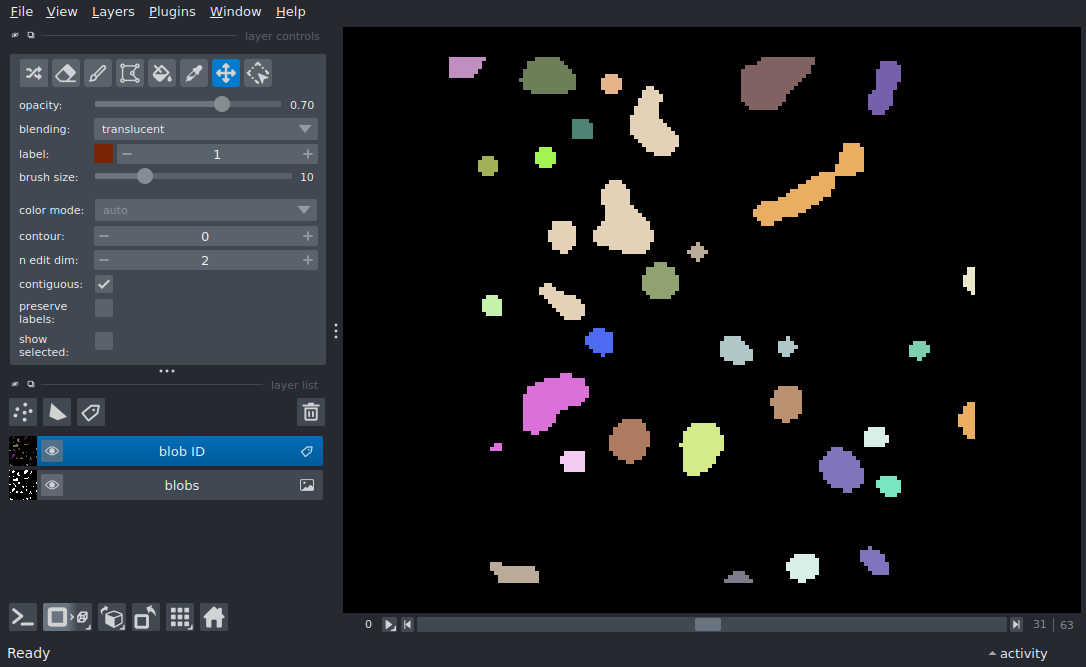 File View Layers Plugins Window Help
layer controls
opacity: 0.70
blending: translucent
label: 1
brush size: 10
color mode: auto
contour: 0
n edit dim: 2
contiguous:
preserve
labels:
show
selected:
layer list
blob ID
blobs
0 31 | 63
Ready activity